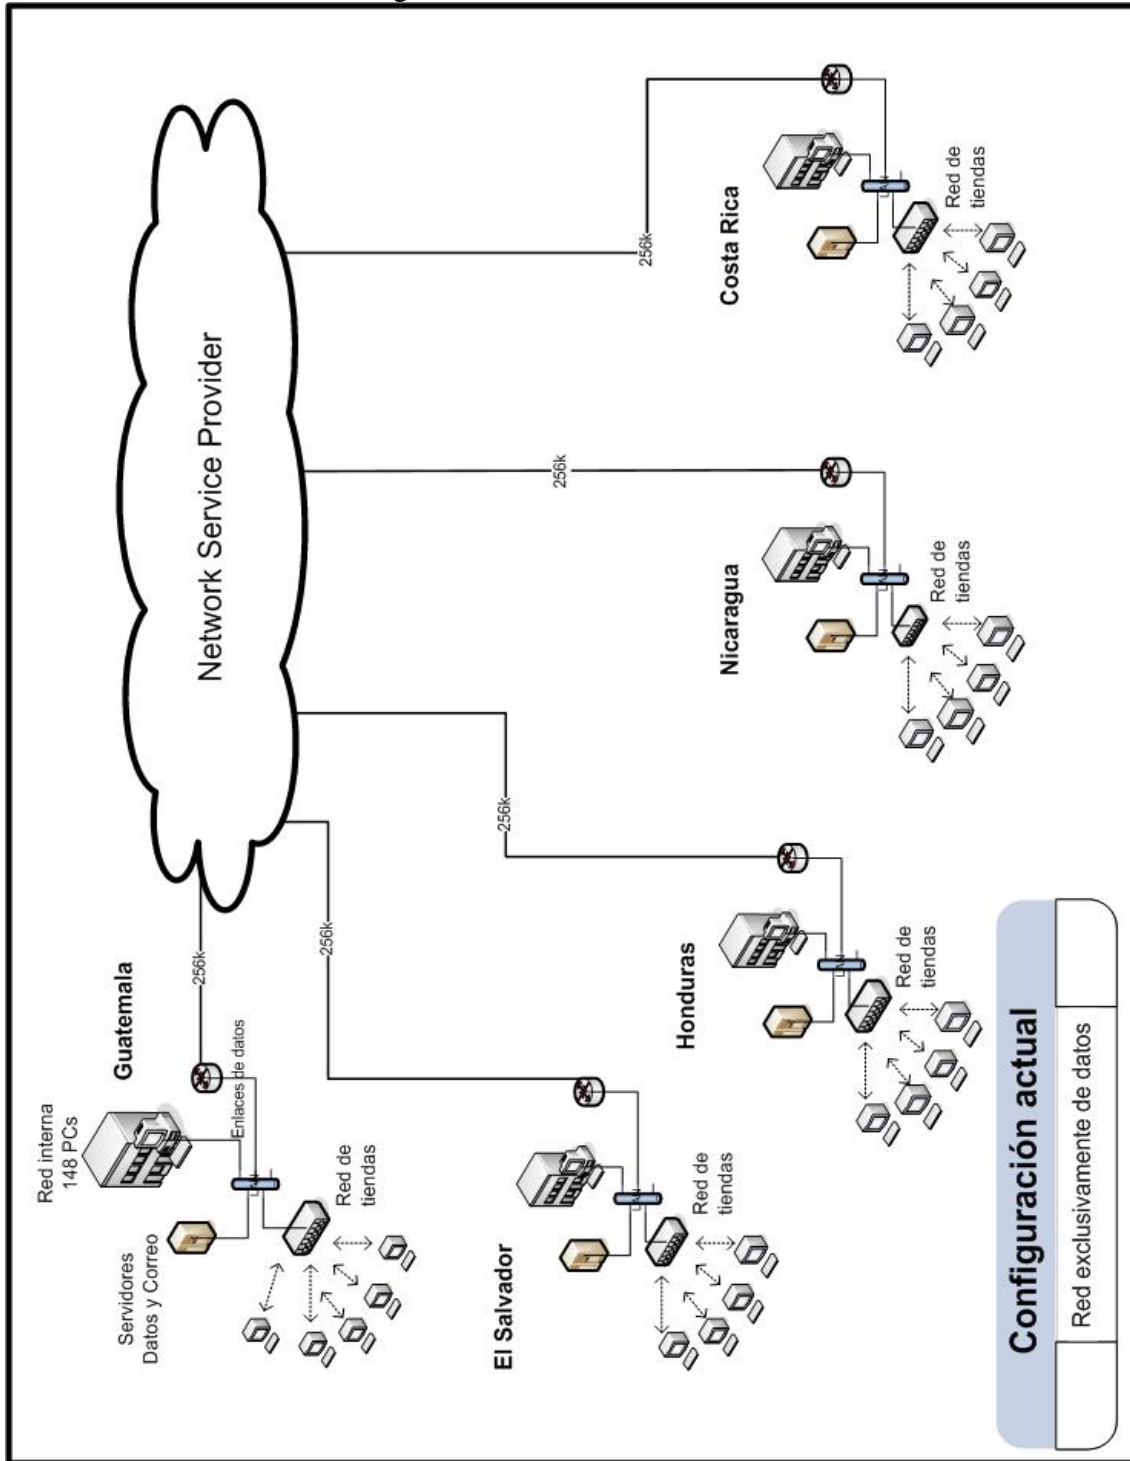 Red interna
148 PCs
Servidores
Datos y Correo
Guatemala
Enlaces de datos
Red de
tiendas
256k
Network Service Provider
256k
El Salvador
Red de
tiendas
256k
Honduras
Red de
tiendas
256k
Nicaragua
Red de
tiendas
256k
Costa Rica
Red de
tiendas
Configuración actual
Red exclusivamente de datos